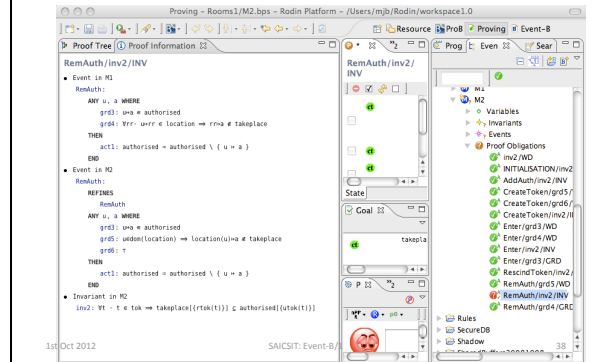 Proving – Rooms1/M2.bps – Rodin Platform – /Users/mjb/Rodin/workspace1.0
Resource ProB Proving Event-B
Proof Tree Proof Information
RemAuth/inv2/INV
Event in M1
RemAuth:
ANY u, a WHERE
grd3: u↦a ∈ authorised
grd4: ∀rr· u↦rr ∈ location ⇒ rr↦a ∉ takeplace
THEN
act1: authorised ≔ authorised \ { u ↦ a }
END
Event in M2
RemAuth:
REFINES
RemAuth
ANY u, a WHERE
grd3: u↦a ∈ authorised
grd5: u∈dom(location) ⇒ location(u)↦a ∉ takeplace
grd6: ⊤
THEN
act1: authorised ≔ authorised \ { u ↦ a }
END
Invariant in M2
inv2: ∀t · t ∈ tok ⇒ takeplace[{rtok(t)}] ⊆ authorised[{utok(t)}]
RemAuth/inv2/
INV
ct
ct
ct
State
Goal
ct takepla
P
Prog Even Sear
M1
M2
Variables
Invariants
Events
Proof Obligations
inv2/WD
INITIALISATION/inv2
AddAuth/inv2/INV
CreateToken/grd5/
CreateToken/grd6/
CreateToken/inv2/I
Enter/grd3/WD
Enter/grd4/WD
Enter/inv2/INV
Enter/grd3/GRD
RescindToken/inv2/
RemAuth/grd5/WD
RemAuth/inv2/INV
RemAuth/grd4/GRD
Rules
SecureDB
Shadow
1st Oct 2012
SAICSIT: Event-B/
38